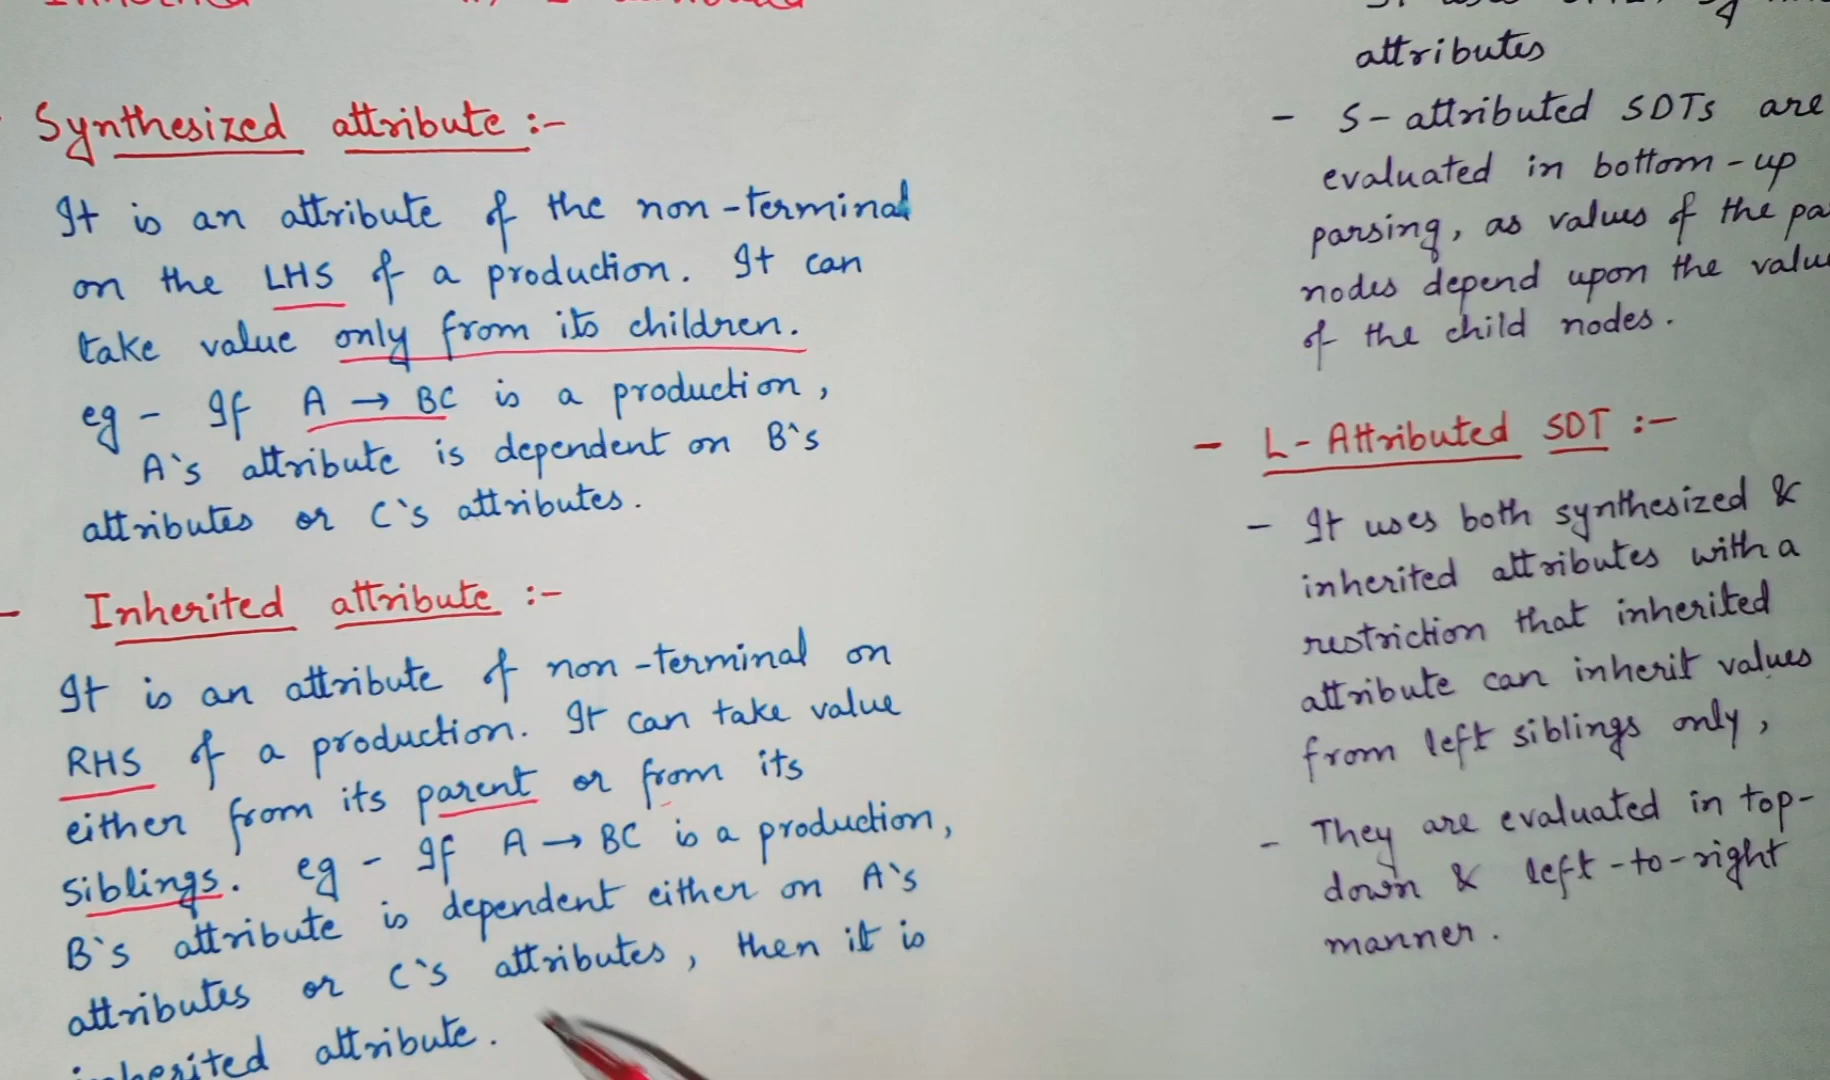 Synthesized attribute :-
It is an attribute of the non-terminal
on the LHS of a production. It can
take value only from its children.
eg - If A → BC is a production,
A's attribute is dependent on B's
attributes or C's attributes.
- Inherited attribute :-
It is an attribute of non-terminal on
RHS of a production. It can take value
either from its parent or from its
siblings. eg - If A → BC is a production,
B's attribute is dependent either on A's
attributes or C's attributes, then it is
inherited attribute.
attributes
- S-attributed SDTs are
evaluated in bottom-up
parsing, as values of the pa
nodes depend upon the valu
of the child nodes.
- L-Attributed SDT :-
- It uses both synthesized &
inherited attributes with a
restriction that inherited
attribute can inherit values
from left siblings only,
- They are evaluated in top-
down & left-to-right
manner.